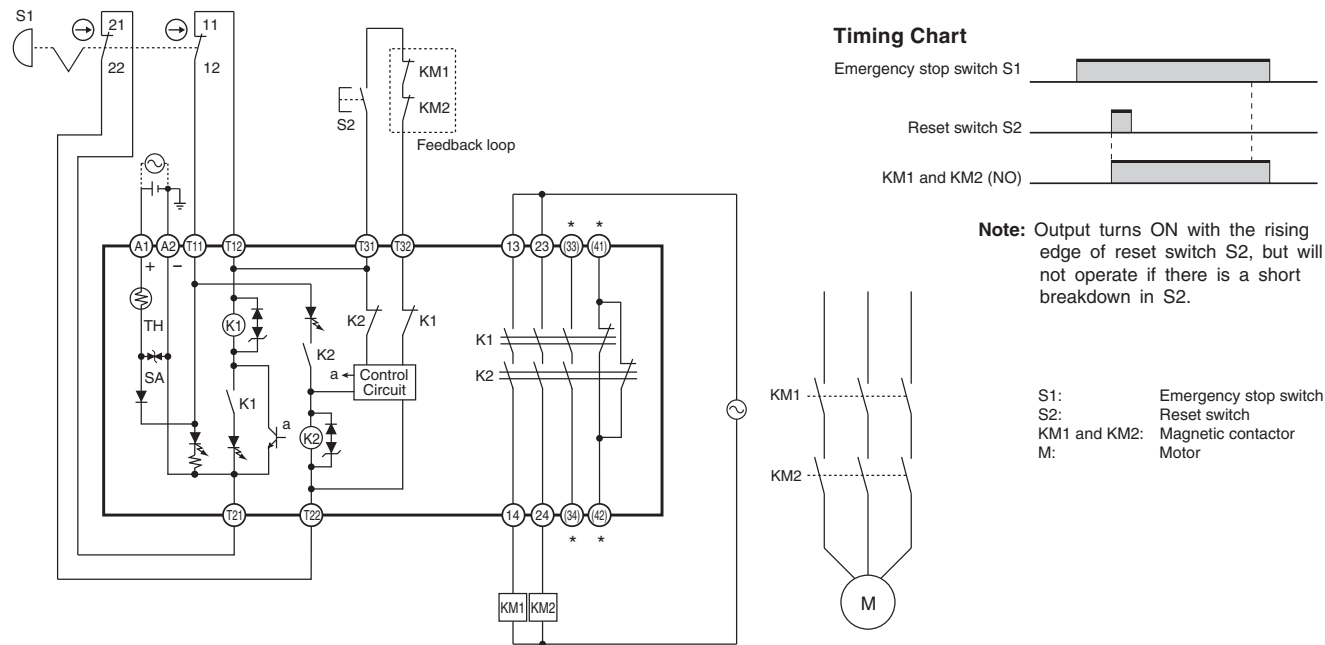 S1
21
22
11
12
S2
KM1
KM2
Feedback loop
A1
A2
T11
T12
T31
T32
13
23
*
(33)
*
(41)
+
−
TH
SA
K1
K1
a
K2
K2
K2
K1
a
Control
Circuit
K1
K2
T21
T22
14
24
(34)
*
(42)
*
KM1
KM2
Timing Chart
Emergency stop switch S1
Reset switch S2
KM1 and KM2 (NO)
Note: Output turns ON with the rising
edge of reset switch S2, but will
not operate if there is a short
breakdown in S2.
KM1
KM2
M
S1: Emergency stop switch
S2: Reset switch
KM1 and KM2: Magnetic contactor
M: Motor